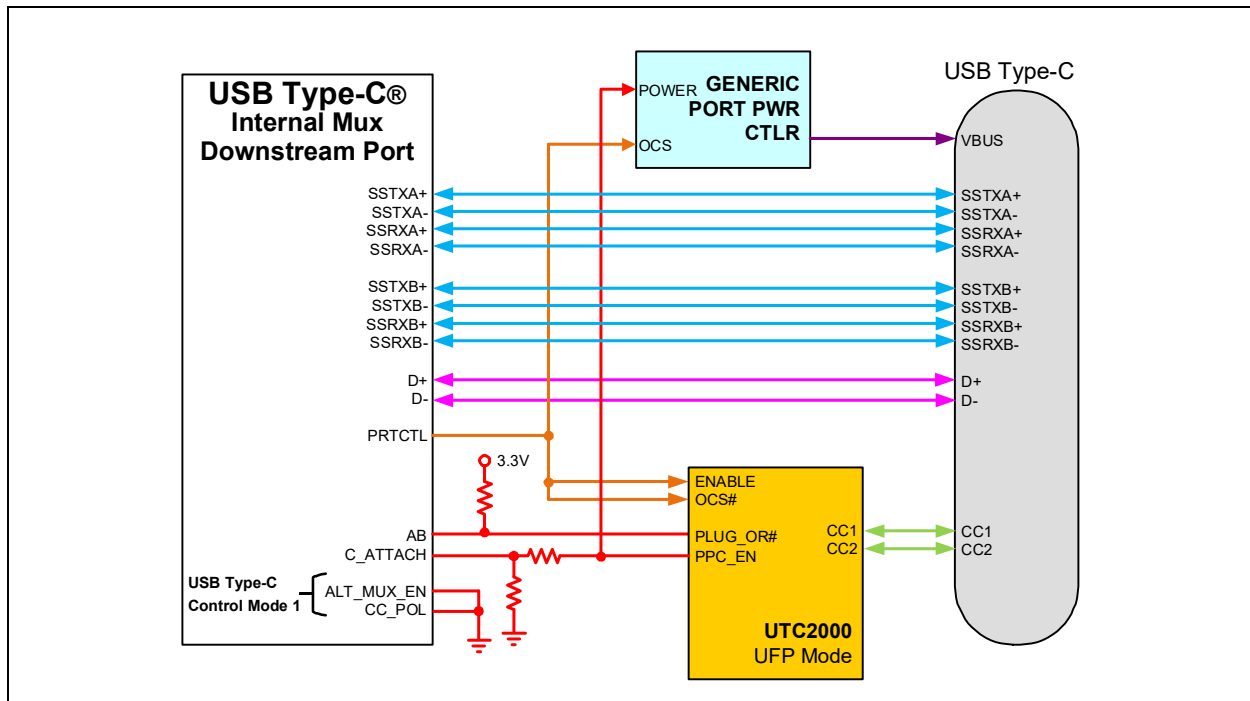 USB Type-C®
Internal Mux
Downstream Port
SSTXA+
SSTXA-
SSRXA+
SSRXA-
SSTXB+
SSTXB-
SSRXB+
SSRXB-
D+
D-
PRTCTL
AB
C_ATTACH
ALT_MUX_EN
CC_POL
USB Type-C
Control Mode 1
3.3V
POWER
OCS
GENERIC
PORT PWR
CTLR
ENABLE
OCS#
PLUG_OR#
PPC_EN
CC1
CC2
UTC2000
UFP Mode
USB Type-C
VBUS
SSTXA+
SSTXA-
SSRXA+
SSRXA-
SSTXB+
SSTXB-
SSRXB+
SSRXB-
D+
D-
CC1
CC2